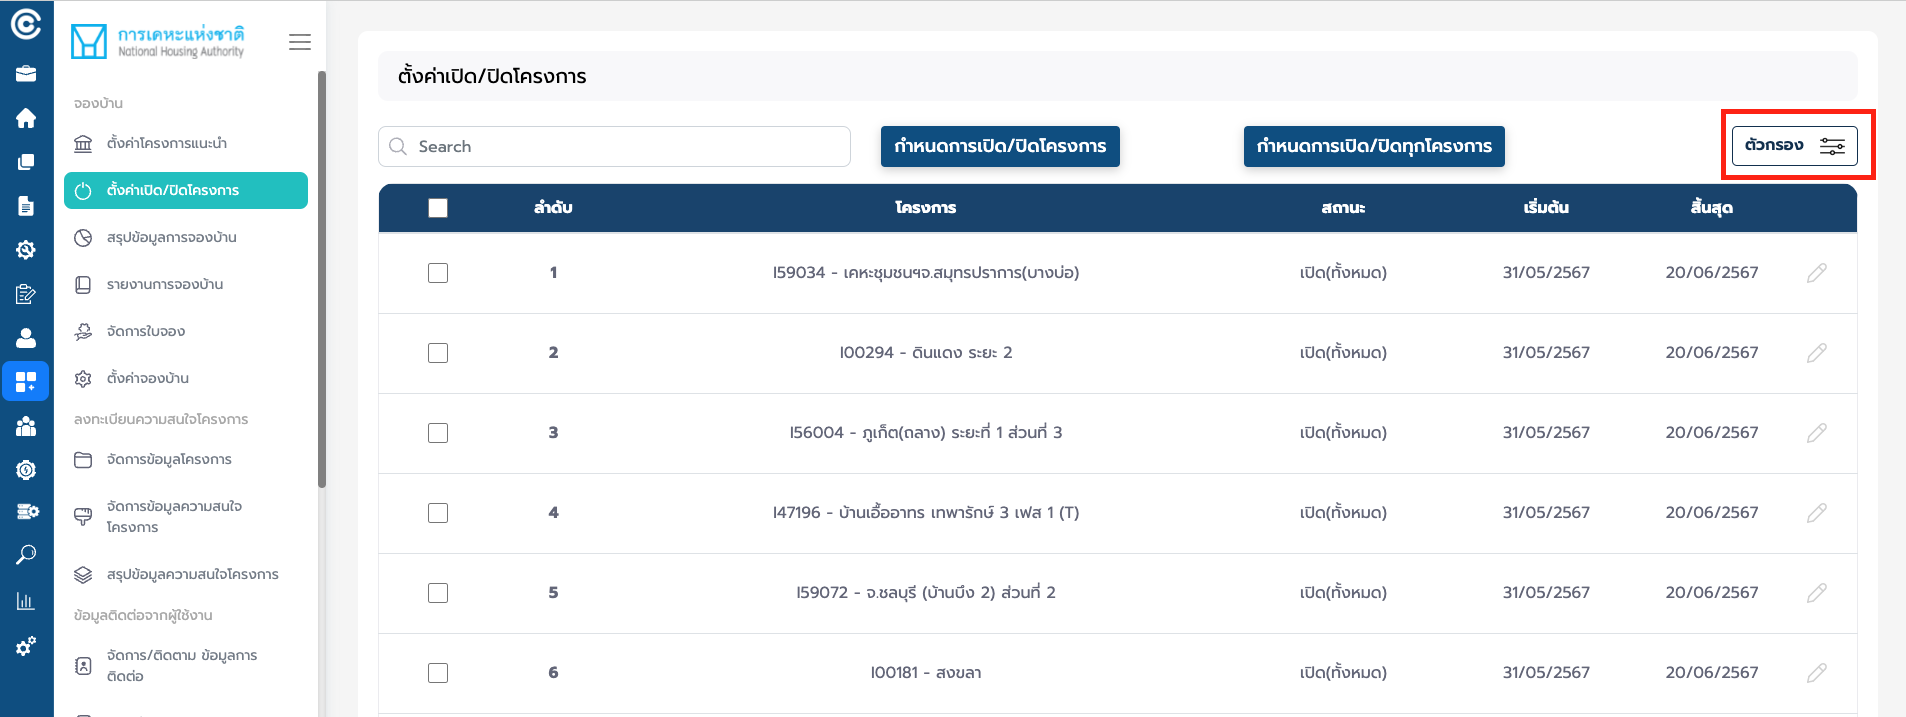 การเคหะแห่งชาติ
National Housing Authority
จองบ้าน
ตั้งค่าโครงการแนะนำ
ตั้งค่าเปิด/ปิดโครงการ
สรุปข้อมูลการจองบ้าน
รายงานการจองบ้าน
จัดการใบจอง
ตั้งค่าจองบ้าน
ลงทะเบียนความสนใจโครงการ
จัดการข้อมูลโครงการ
จัดการข้อมูลความสนใจ
โครงการ
สรุปข้อมูลความสนใจโครงการ
ข้อมูลติดต่อจากผู้ใช้งาน
จัดการ/ติดตาม ข้อมูลการ
ติดต่อ
ตั้งค่าเปิด/ปิดโครงการ
Search
กำหนดการเปิด/ปิดโครงการ
กำหนดการเปิด/ปิดทุกโครงการ
ตัวกรอง
ลำดับ โครงการ สถานะ เริ่มต้น สิ้นสุด
1 I59034 - เคหะชุมชนฯจ.สมุทรปราการ(บางบ่อ) เปิด(ทั้งหมด) 31/05/2567 20/06/2567
2 I00294 - ดินแดง ระยะ 2 เปิด(ทั้งหมด) 31/05/2567 20/06/2567
3 I56004 - ภูเก็ต(ถลาง) ระยะที่ 1 ส่วนที่ 3 เปิด(ทั้งหมด) 31/05/2567 20/06/2567
4 I47196 - บ้านเอื้ออาทร เทพารักษ์ 3 เฟส 1 (T) เปิด(ทั้งหมด) 31/05/2567 20/06/2567
5 I59072 - จ.ชลบุรี (บ้านบึง 2) ส่วนที่ 2 เปิด(ทั้งหมด) 31/05/2567 20/06/2567
6 I00181 - สงขลา เปิด(ทั้งหมด) 31/05/2567 20/06/2567